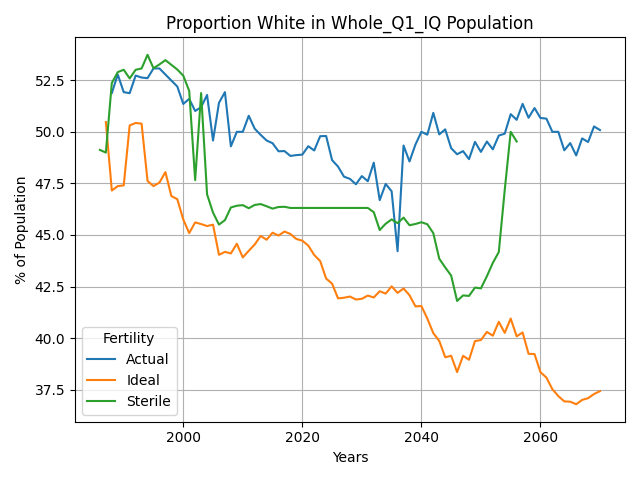 Proportion White in Whole_Q1_IQ Population
% of Population
52.5
50.0
47.5
45.0
42.5
40.0
37.5
Fertility
Actual
Ideal
Sterile
2000
2020
2040
2060
Years